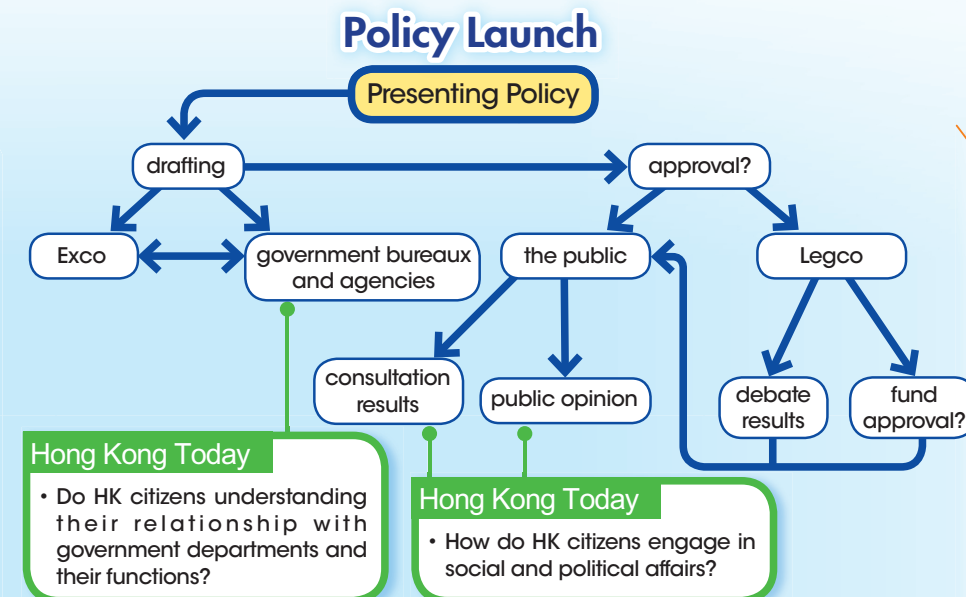 Policy Launch
Presenting Policy
drafting
approval?
Exco
government bureaux
and agencies
the public
Legco
consultation
results
public opinion
debate
results
fund
approval?
Hong Kong Today
• Do HK citizens understanding
their relationship with
government departments and
their functions?
Hong Kong Today
• How do HK citizens engage in
social and political affairs?